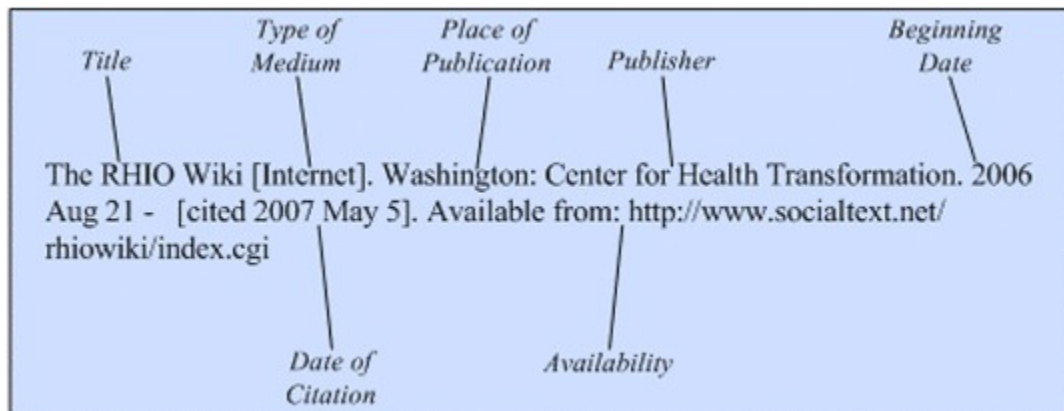 Type of Place of Beginning
Title Medium Publication Publisher Date
The RHIO Wiki [Internet]. Washington: Center for Health Transformation. 2006
Aug 21 - [cited 2007 May 5]. Available from: http://www.socialtext.net/
rhiowiki/index.cgi
Date of Availability
Citation